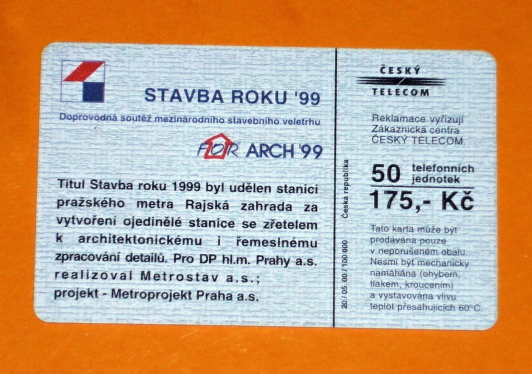 STAVBA ROKU '99
Doprovodná soutěž mezinárodního stavebního veletrhu
FOR ARCH '99
Titul Stavba roku 1999 byl udělen stanici
pražského metra Rajská zahrada za
vytvoření ojedinělé stanice se zřetelem
k architektonickému i řemeslnému
zpracování detailů. Pro DP hl.m. Prahy a.s.
realizoval Metrostav a.s.;
projekt - Metroprojekt Praha a.s.
20 / 05. 00 / 100 000 Česká republika
ČESKÝ
TELECOM
Reklamace vyřizují
Zákaznická centra
ČESKÝ TELECOM
50 telefonních
jednotek
175,- Kč
Tato karta může být
prodávána pouze
v neporušeném obalu.
Nesmí být mechanicky
namáhána (ohybem,
tlakem, kroucením)
a vystavována vlivu
teplot přesahujících 60°C.